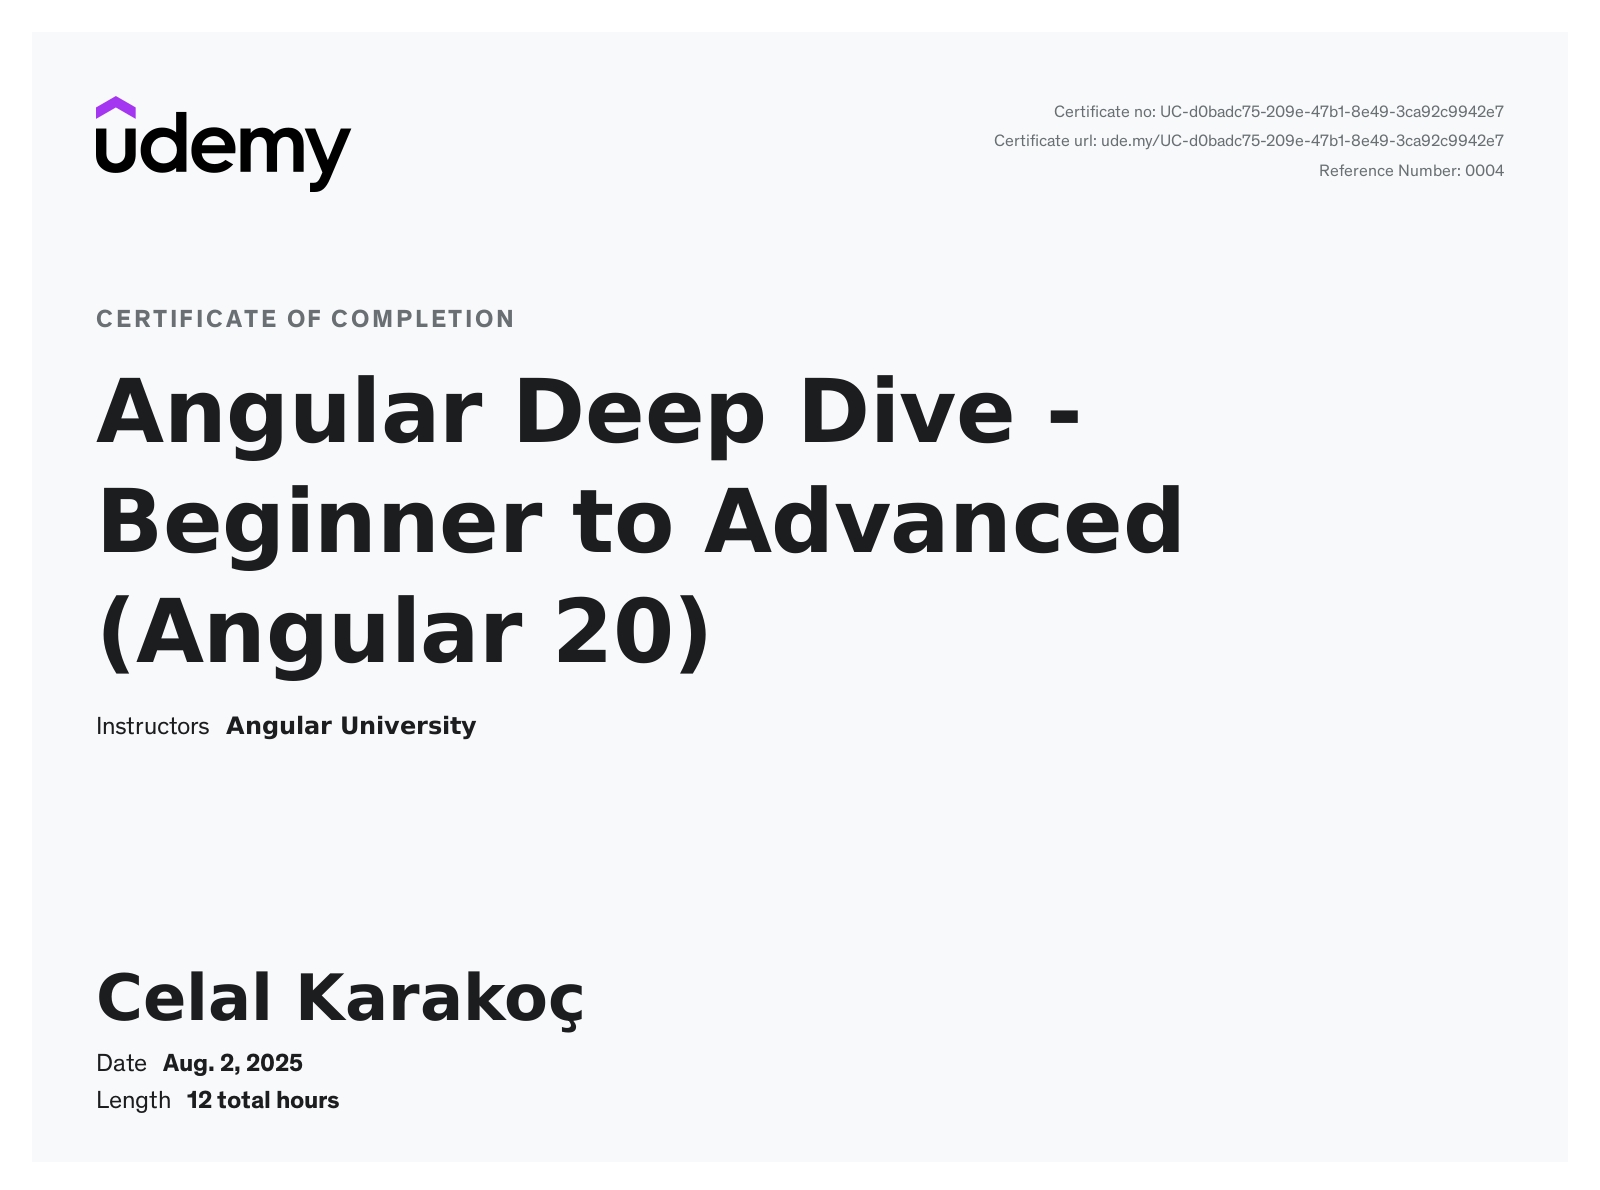 udemy
Certificate no: UC-d0badc75-209e-47b1-8e49-3ca92c9942e7
Certificate url: ude.my/UC-d0badc75-209e-47b1-8e49-3ca92c9942e7
Reference Number: 0004
CERTIFICATE OF COMPLETION
Angular Deep Dive -
Beginner to Advanced
(Angular 20)
Instructors Angular University
Celal Karakoç
Date Aug. 2, 2025
Length 12 total hours